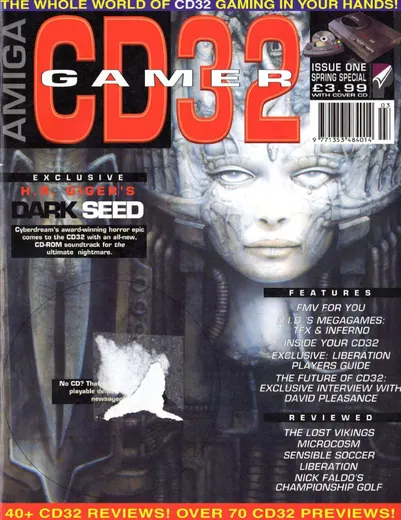 THE WHOLE WORLD OF CD32 GAMING IN YOUR HANDS!
AMIGA
CD32
GAMER
ISSUE ONE
SPRING SPECIAL
£3.99
WITH COVER CD
03
9 771353 484014
EXCLUSIVE
H.R. GIGER'S
DARK SEED
Cyberdream's award-winning horror epic
comes to the CD32 with an all-new,
CD-ROM soundtrack for the
ultimate nightmare.
No CD?
playable
FEATURES
FMV FOR YOU
D.I.D.'S MEGAGAMES:
TFX & INFERNO
INSIDE YOUR CD32
EXCLUSIVE: LIBERATION
PLAYERS GUIDE
THE FUTURE OF CD32:
EXCLUSIVE INTERVIEW WITH
DAVID PLEASANCE
REVIEWED
THE LOST VIKINGS
MICROCOSM
SENSIBLE SOCCER
LIBERATION
NICK FALDO'S
CHAMPIONSHIP GOLF
40+ CD32 REVIEWS! OVER 70 CD32 PREVIEWS!